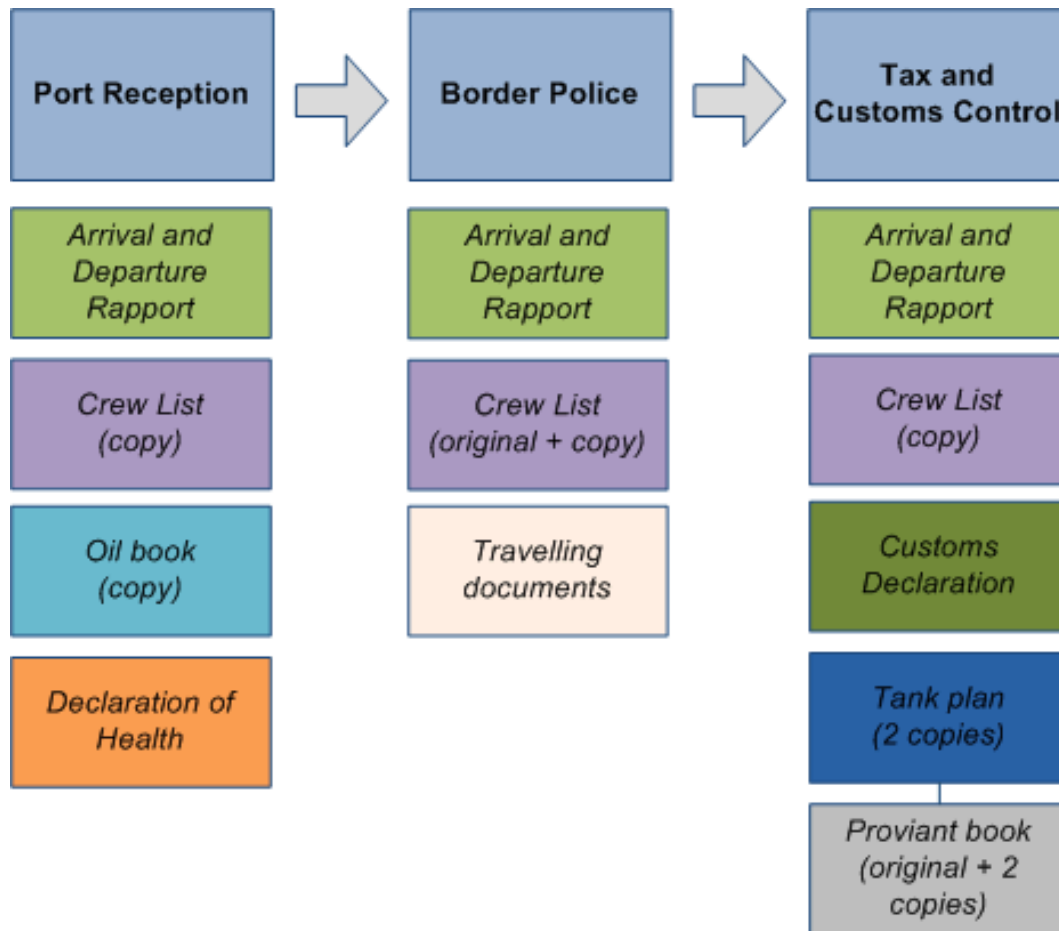 Port Reception
Border Police
Tax and
Customs Control
Arrival and
Departure
Rapport
Arrival and
Departure
Rapport
Arrival and
Departure
Rapport
Crew List
(copy)
Crew List
(original + copy)
Crew List
(copy)
Oil book
(copy)
Travelling
documents
Customs
Declaration
Declaration of
Health
Tank plan
(2 copies)
Proviant book
(original + 2
copies)